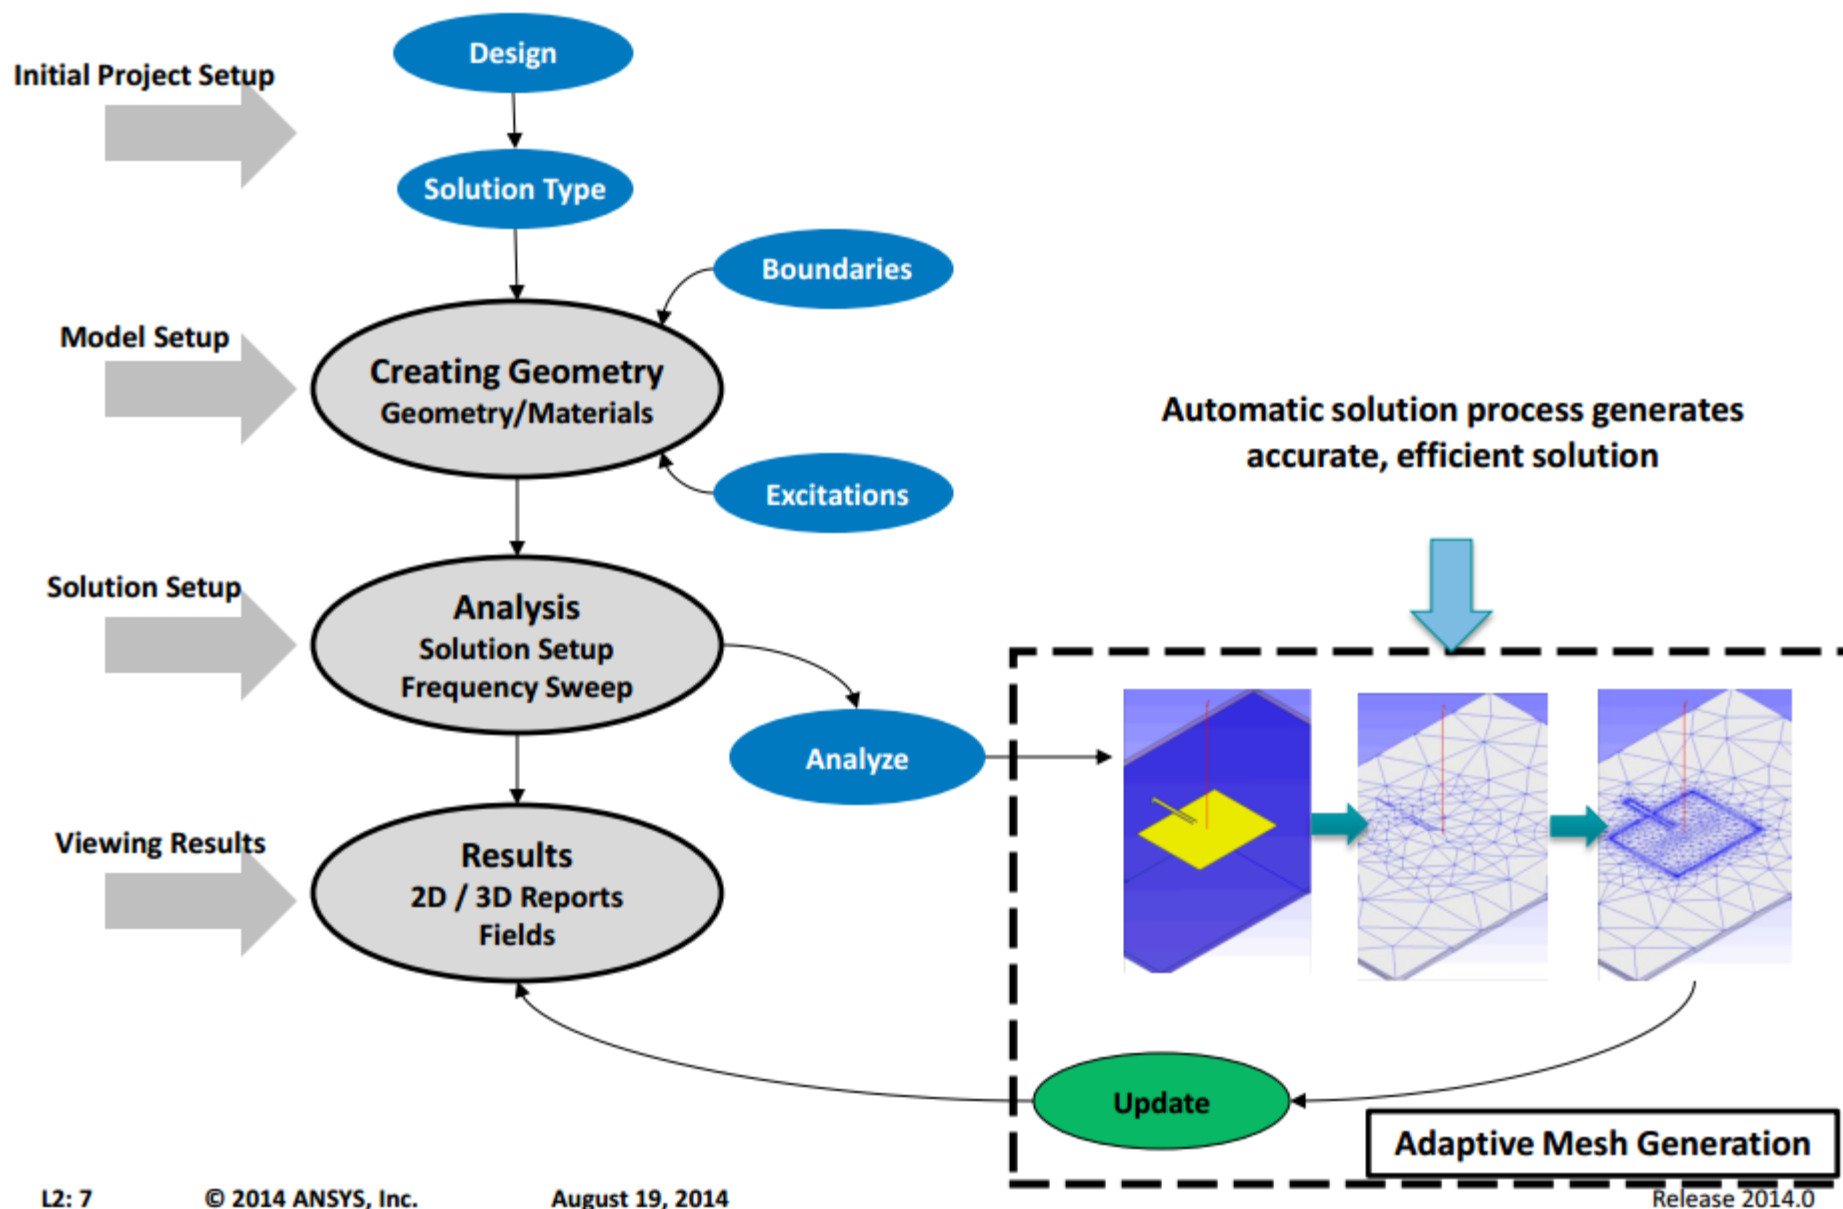 Design
Initial Project Setup
Solution Type
Boundaries
Model Setup
Creating Geometry
Geometry/Materials
Excitations
Automatic solution process generates
accurate, efficient solution
Solution Setup
Analysis
Solution Setup
Frequency Sweep
Analyze
Viewing Results
Results
2D / 3D Reports
Fields
Update
Adaptive Mesh Generation
L2: 7 © 2014 ANSYS, Inc. August 19, 2014 Release 2014.0